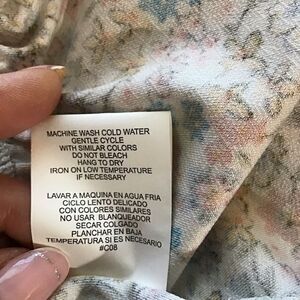 MACHINE WASH COLD WATER
GENTLE CYCLE
WITH SIMILAR COLORS
DO NOT BLEACH
HANG TO DRY
IRON ON LOW TEMPERATURE
IF NECESSARY
LAVAR A MAQUINA EN AGUA FRIA
CICLO LENTO DELICADO
CON COLORES SIMILARES
NO USAR BLANQUEADOR
SECAR COLGADO
PLANCHAR EN BAJA
TEMPERATURA SI ES NECESARIO
#C08